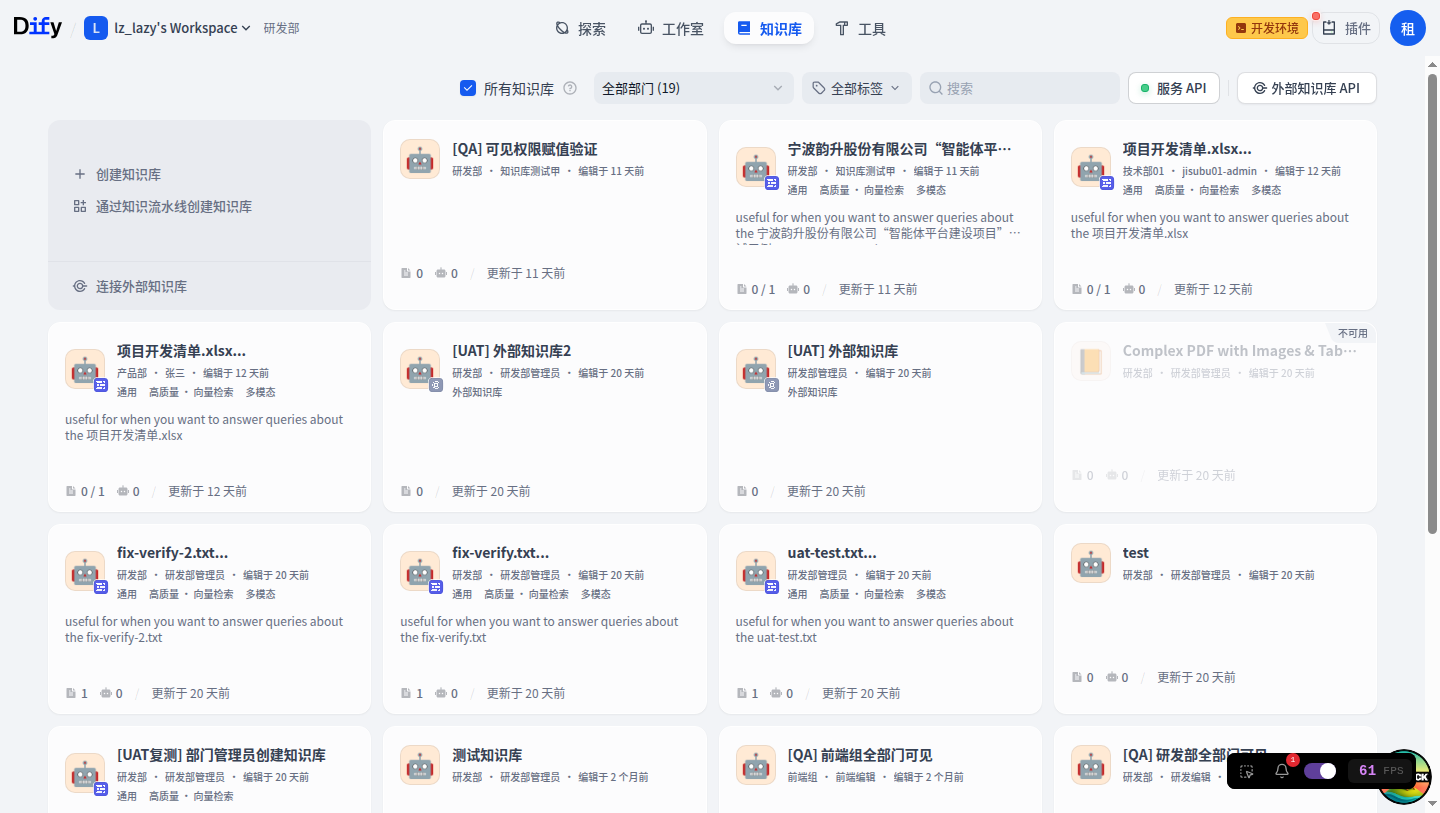 Dify
L lz_lazy's Workspace 研发部
探索 工作室 知识库 工具
开发环境 插件 租
所有知识库 全部部门 (19) 全部标签 搜索 服务 API 外部知识库 API
创建知识库
通过知识流水线创建知识库
连接外部知识库
[QA] 可见权限赋值验证
研发部 · 知识库测试甲 · 编辑于 11 天前
0 0 / 更新于 11 天前
宁波韵升股份有限公司“智能体平…
研发部 · 知识库测试甲 · 编辑于 11 天前
通用 高质量 · 向量检索 多模态
useful for when you want to answer queries about
the 宁波韵升股份有限公司“智能体平台建设项目”…
0 / 1 0 / 更新于 11 天前
项目开发清单.xlsx...
技术部01 · jisubu01-admin · 编辑于 12 天前
通用 高质量 · 向量检索 多模态
useful for when you want to answer queries about
the 项目开发清单.xlsx
0 / 1 0 / 更新于 12 天前
项目开发清单.xlsx...
产品部 · 张三 · 编辑于 12 天前
通用 高质量 · 向量检索 多模态
useful for when you want to answer queries about
the 项目开发清单.xlsx
0 / 1 0 / 更新于 12 天前
[UAT] 外部知识库2
研发部 · 研发部管理员 · 编辑于 20 天前
外部知识库
0 / 更新于 20 天前
[UAT] 外部知识库
研发部管理员 · 编辑于 20 天前
外部知识库
0 / 更新于 20 天前
不可用
Complex PDF with Images & Tab…
研发部 · 研发部管理员 · 编辑于 20 天前
0 0 / 更新于 20 天前
fix-verify-2.txt...
研发部 · 研发部管理员 · 编辑于 20 天前
通用 高质量 · 向量检索 多模态
useful for when you want to answer queries about
the fix-verify-2.txt
1 0 / 更新于 20 天前
fix-verify.txt...
研发部 · 研发部管理员 · 编辑于 20 天前
通用 高质量 · 向量检索 多模态
useful for when you want to answer queries about
the fix-verify.txt
1 0 / 更新于 20 天前
uat-test.txt...
研发部管理员 · 编辑于 20 天前
通用 高质量 · 向量检索 多模态
useful for when you want to answer queries about
the uat-test.txt
1 0 / 更新于 20 天前
test
研发部 · 研发部管理员 · 编辑于 20 天前
0 0 / 更新于 20 天前
[UAT复测] 部门管理员创建知识库
研发部 · 研发部管理员 · 编辑于 20 天前
通用 高质量 · 向量检索
测试知识库
研发部 · 研发部管理员 · 编辑于 2 个月前
[QA] 前端组全部门可见
前端组 · 前端编辑 · 编辑于 2 个月前
[QA] 研发部全部门可见
研发部 · 研发编辑 ·
1 61 FPS
CK